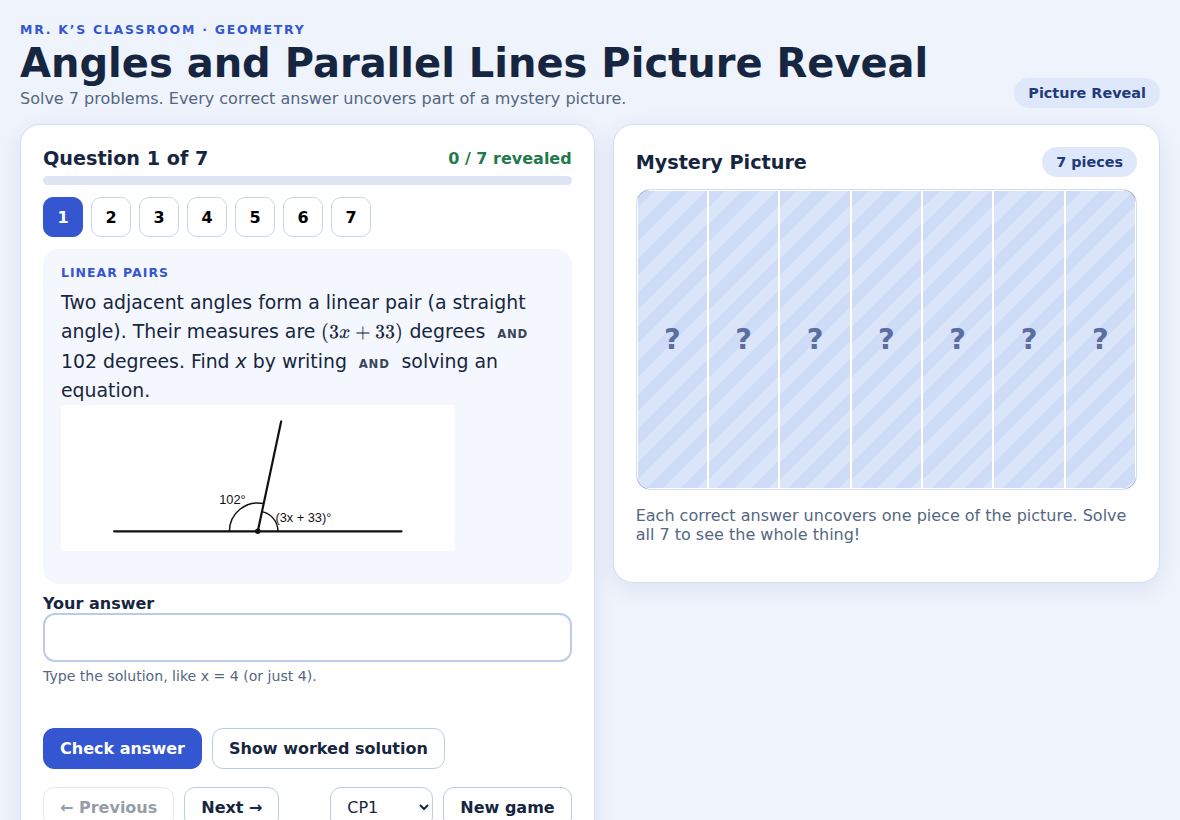 MR. K’S CLASSROOM · GEOMETRY
Angles and Parallel Lines Picture Reveal
Solve 7 problems. Every correct answer uncovers part of a mystery picture.
Picture Reveal
Question 1 of 7
0 / 7 revealed
1 2 3 4 5 6 7
LINEAR PAIRS
Two adjacent angles form a linear pair (a straight
angle). Their measures are (3x + 33) degrees AND
102 degrees. Find x by writing AND solving an
equation.
102°
(3x + 33)°
Your answer
Type the solution, like x = 4 (or just 4).
Check answer
Show worked solution
← Previous
Next →
CP1
New game
Mystery Picture
7 pieces
? ? ? ? ? ? ?
Each correct answer uncovers one piece of the picture. Solve
all 7 to see the whole thing!